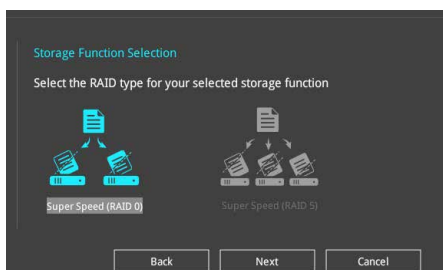 Storage Function Selection
Select the RAID type for your selected storage function
Super Speed (RAID 0)
Super Speed (RAID 5)
Back
Next
Cancel